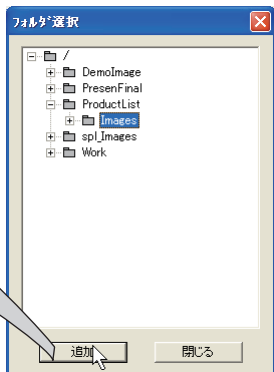 フォルダ選択
/
DemoImage
PresenFinal
ProductList
Images
spl_Images
Work
追加
閉じる